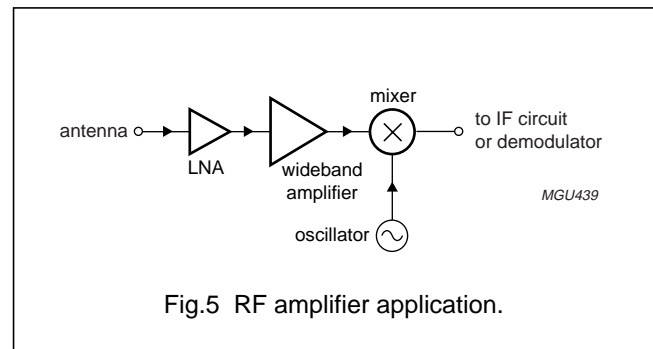 mixer
antenna
to IF circuit
or demodulator
LNA
wideband
amplifier
MGU439
oscillator
Fig.5 RF amplifier application.